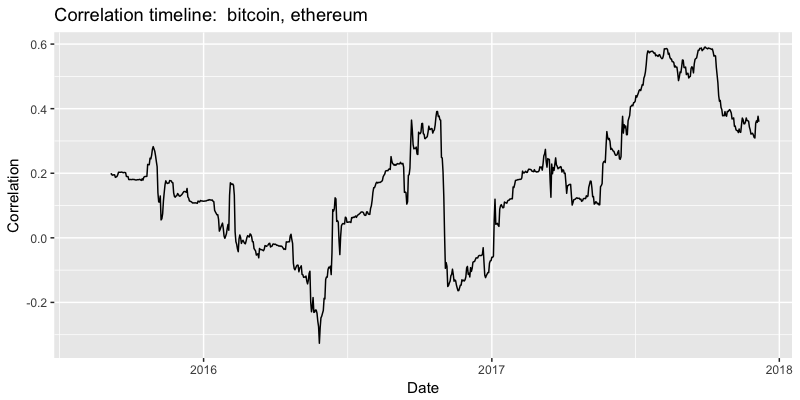 Correlation timeline:  bitcoin, ethereum
0.6
0.4
0.2
0.0
-0.2
Correlation
2016
2017
2018
Date